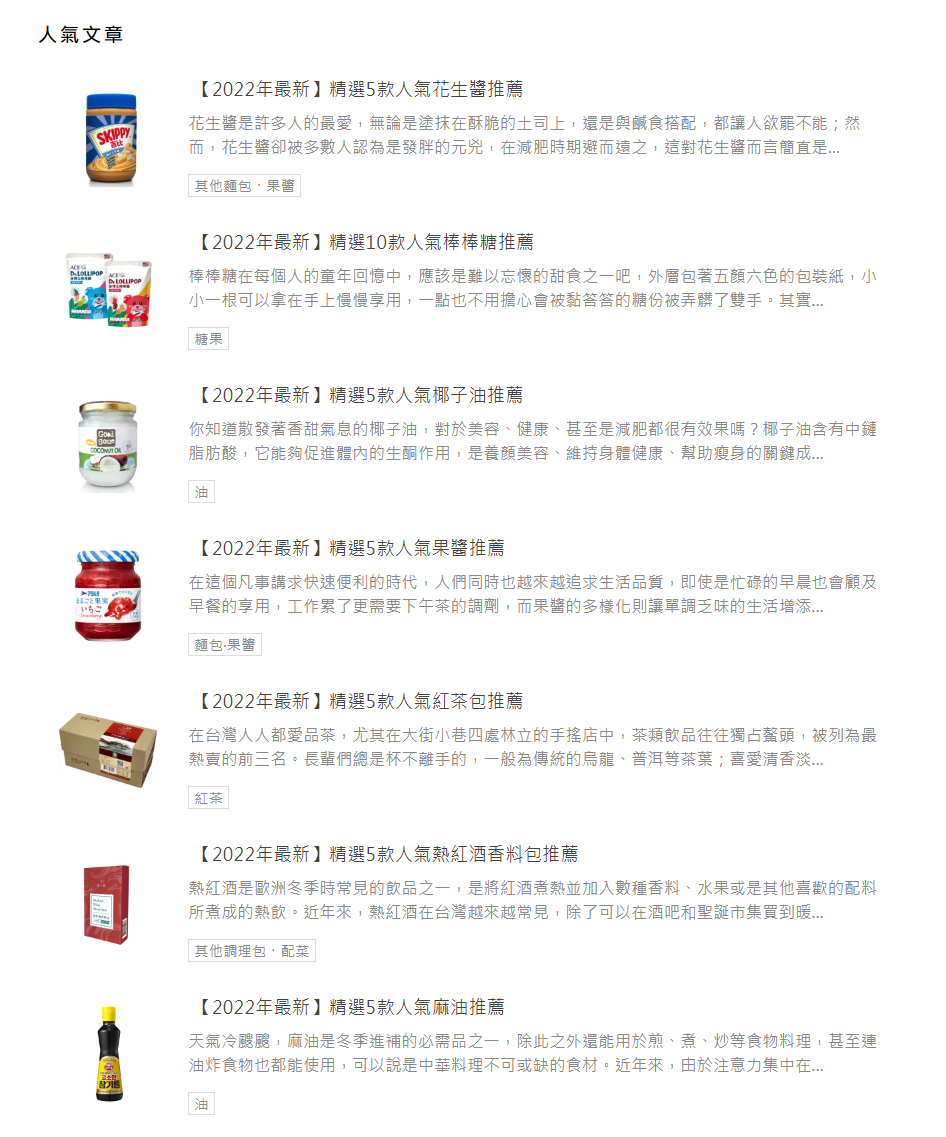 人氣文章
【2022年最新】精選5款人氣花生醬推薦
花生醬是許多人的最愛，無論是塗抹在酥脆的土司上，還是與鹹食搭配，都讓人欲罷不能；然
而，花生醬卻被多數人認為是發胖的元兇，在減肥時期避而遠之，這對花生醬而言簡直是...
SKIPPY
吉比
其他麵包．果醬
【2022年最新】精選10款人氣棒棒糖推薦
棒棒糖在每個人的童年回憶中，應該是難以忘懷的甜食之一吧，外層包著五顏六色的包裝紙，小
小一根可以拿在手上慢慢享用，一點也不用擔心會被黏答答的糖份被弄髒了雙手。其實...
ACE
Dr.LOLLIPOP
ACE
Dr.LOLLIPOP
糖果
【2022年最新】精選5款人氣椰子油推薦
你知道散發著香甜氣息的椰子油，對於美容、健康、甚至是減肥都很有效果嗎？椰子油含有中鏈
脂肪酸，它能夠促進體內的生酮作用，是養顏美容、維持身體健康、幫助瘦身的關鍵成...
COCONUT OIL
油
【2022年最新】精選5款人氣果醬推薦
在這個凡事講求快速便利的時代，人們同時也越來越追求生活品質，即使是忙碌的早晨也會顧及
早餐的享用，工作累了更需要下午茶的調劑，而果醬的多樣化則讓單調乏味的生活增添...
アヲハタ
まるごと果実
いちご
Strawberry
麵包‧果醬
【2022年最新】精選5款人氣紅茶包推薦
在台灣人人都愛品茶，尤其在大街小巷四處林立的手搖店中，茶類飲品往往獨占鰲頭，被列為最
熱賣的前三名。長輩們總是杯不離手的，一般為傳統的烏龍、普洱等茶葉；喜愛清香淡...
紅茶
【2022年最新】精選5款人氣熱紅酒香料包推薦
熱紅酒是歐洲冬季時常見的飲品之一，是將紅酒煮熱並加入數種香料、水果或是其他喜歡的配料
所煮成的熱飲。近年來，熱紅酒在台灣越來越常見，除了可以在酒吧和聖誕市集買到暖...
其他調理包．配菜
【2022年最新】精選5款人氣麻油推薦
天氣冷颼颼，麻油是冬季進補的必需品之一，除此之外還能用於煎、煮、炒等食物料理，甚至連
油炸食物也都能使用，可以說是中華料理不可或缺的食材。近年來，由於注意力集中在...
고소한
참기름
油